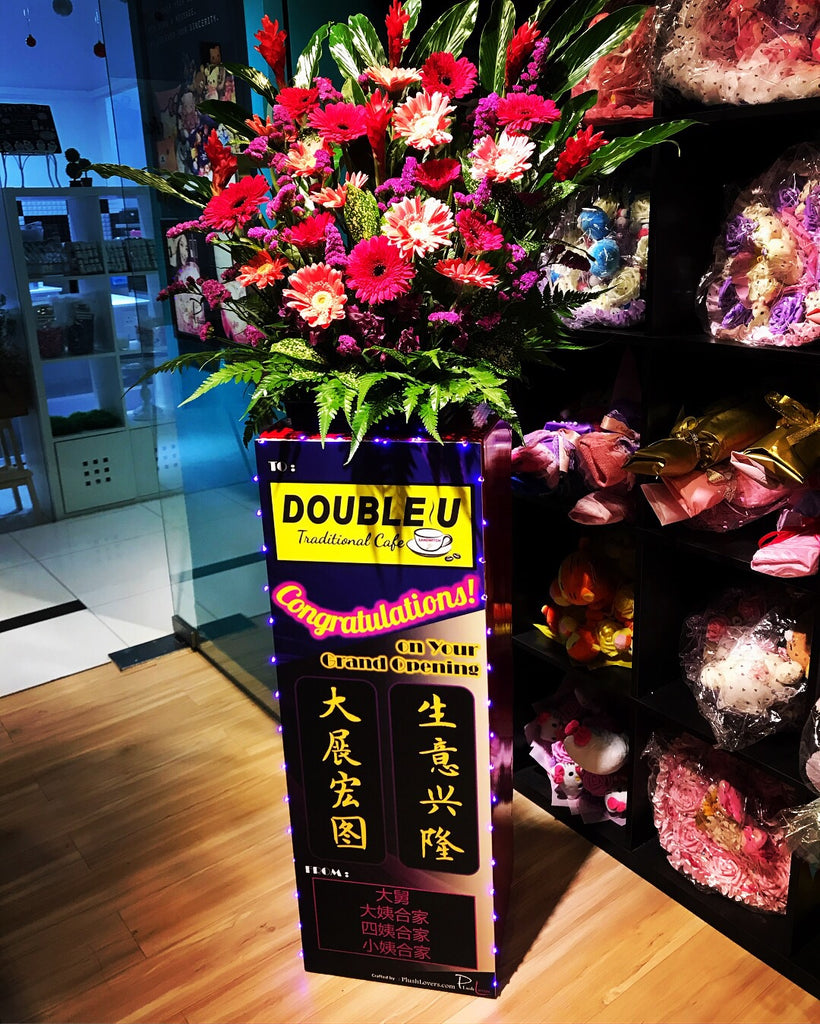 SINCERITY.
TO:
DOUBLE U
Traditional Cafe
Congratulations!
on Your
Grand Opening
生意兴隆
大展宏图
FROM:
大舅
大姨合家
四姨合家
小姨合家
Crafted by : PlushLovers.com